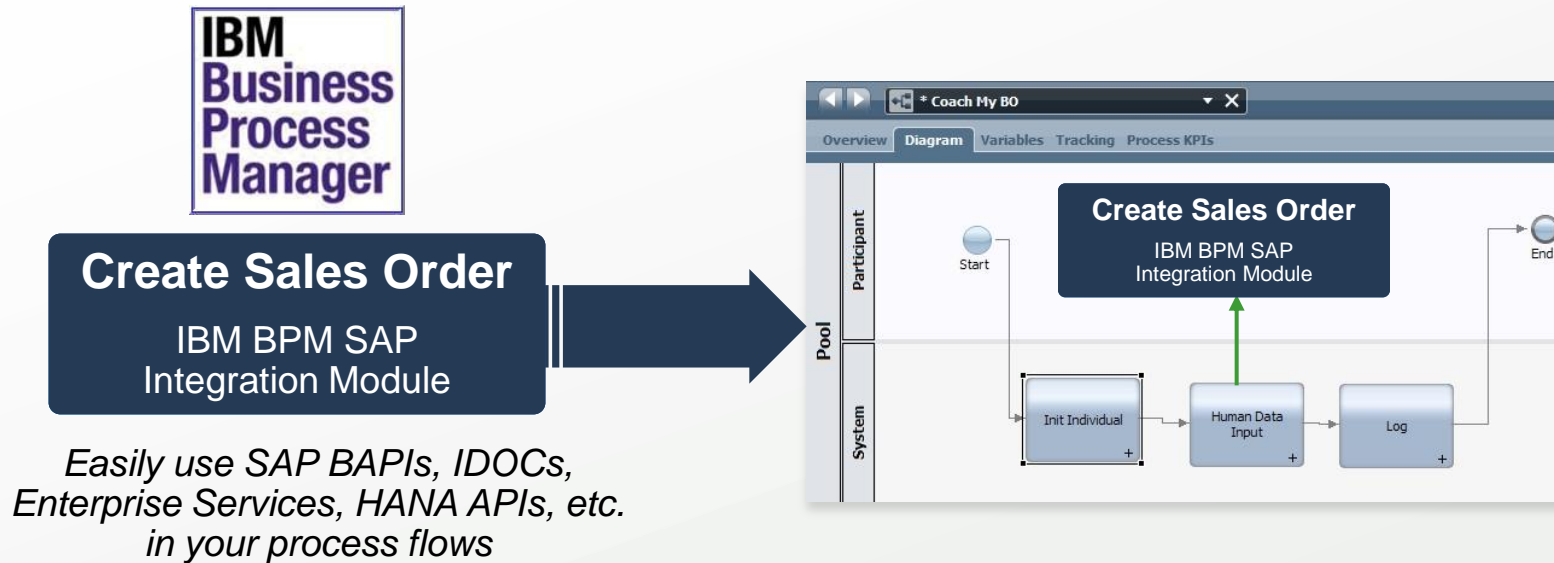 IBM
Business
Process
Manager
Create Sales Order
IBM BPM SAP
Integration Module
Easily use SAP BAPIs, IDOCs,
Enterprise Services, HANA APIs, etc.
in your process flows
* Coach My BO
Overview Diagram Variables Tracking Process KPIs
Pool
Participant
Start
Create Sales Order
IBM BPM SAP
Integration Module
End
System
Init Individual
+
Human Data
Input
+
Log
+